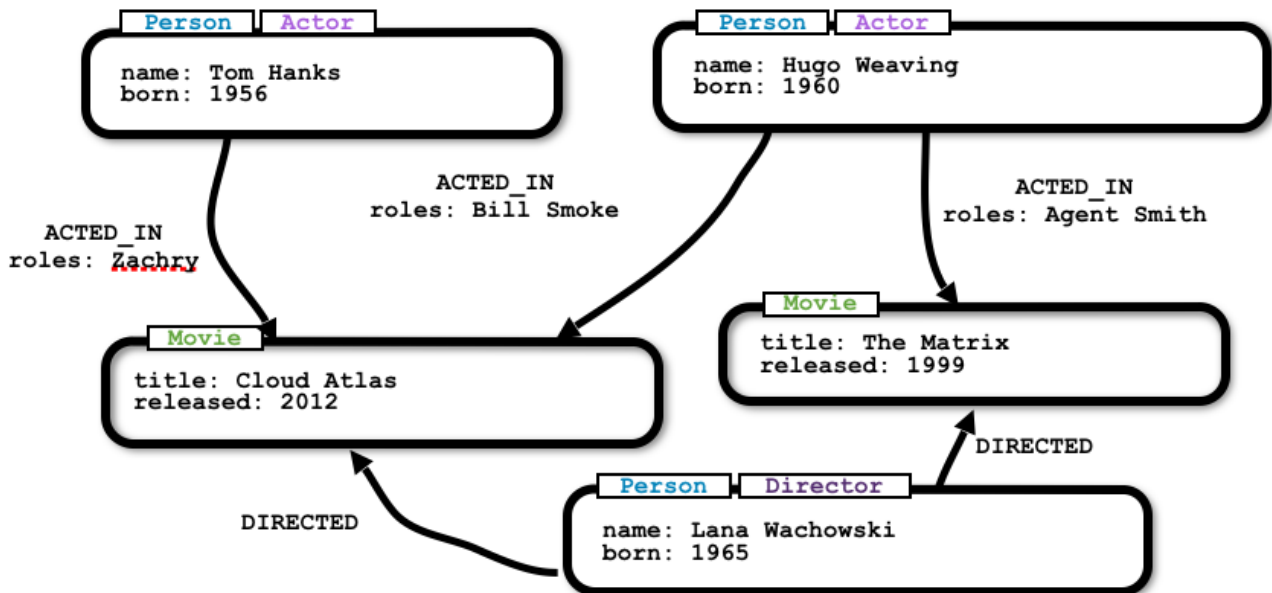 Person Actor
name: Tom Hanks
born: 1956
Person Actor
name: Hugo Weaving
born: 1960
ACTED_IN
roles: Zachry
ACTED_IN
roles: Bill Smoke
ACTED_IN
roles: Agent Smith
Movie
title: Cloud Atlas
released: 2012
Movie
title: The Matrix
released: 1999
DIRECTED
DIRECTED
Person Director
name: Lana Wachowski
born: 1965